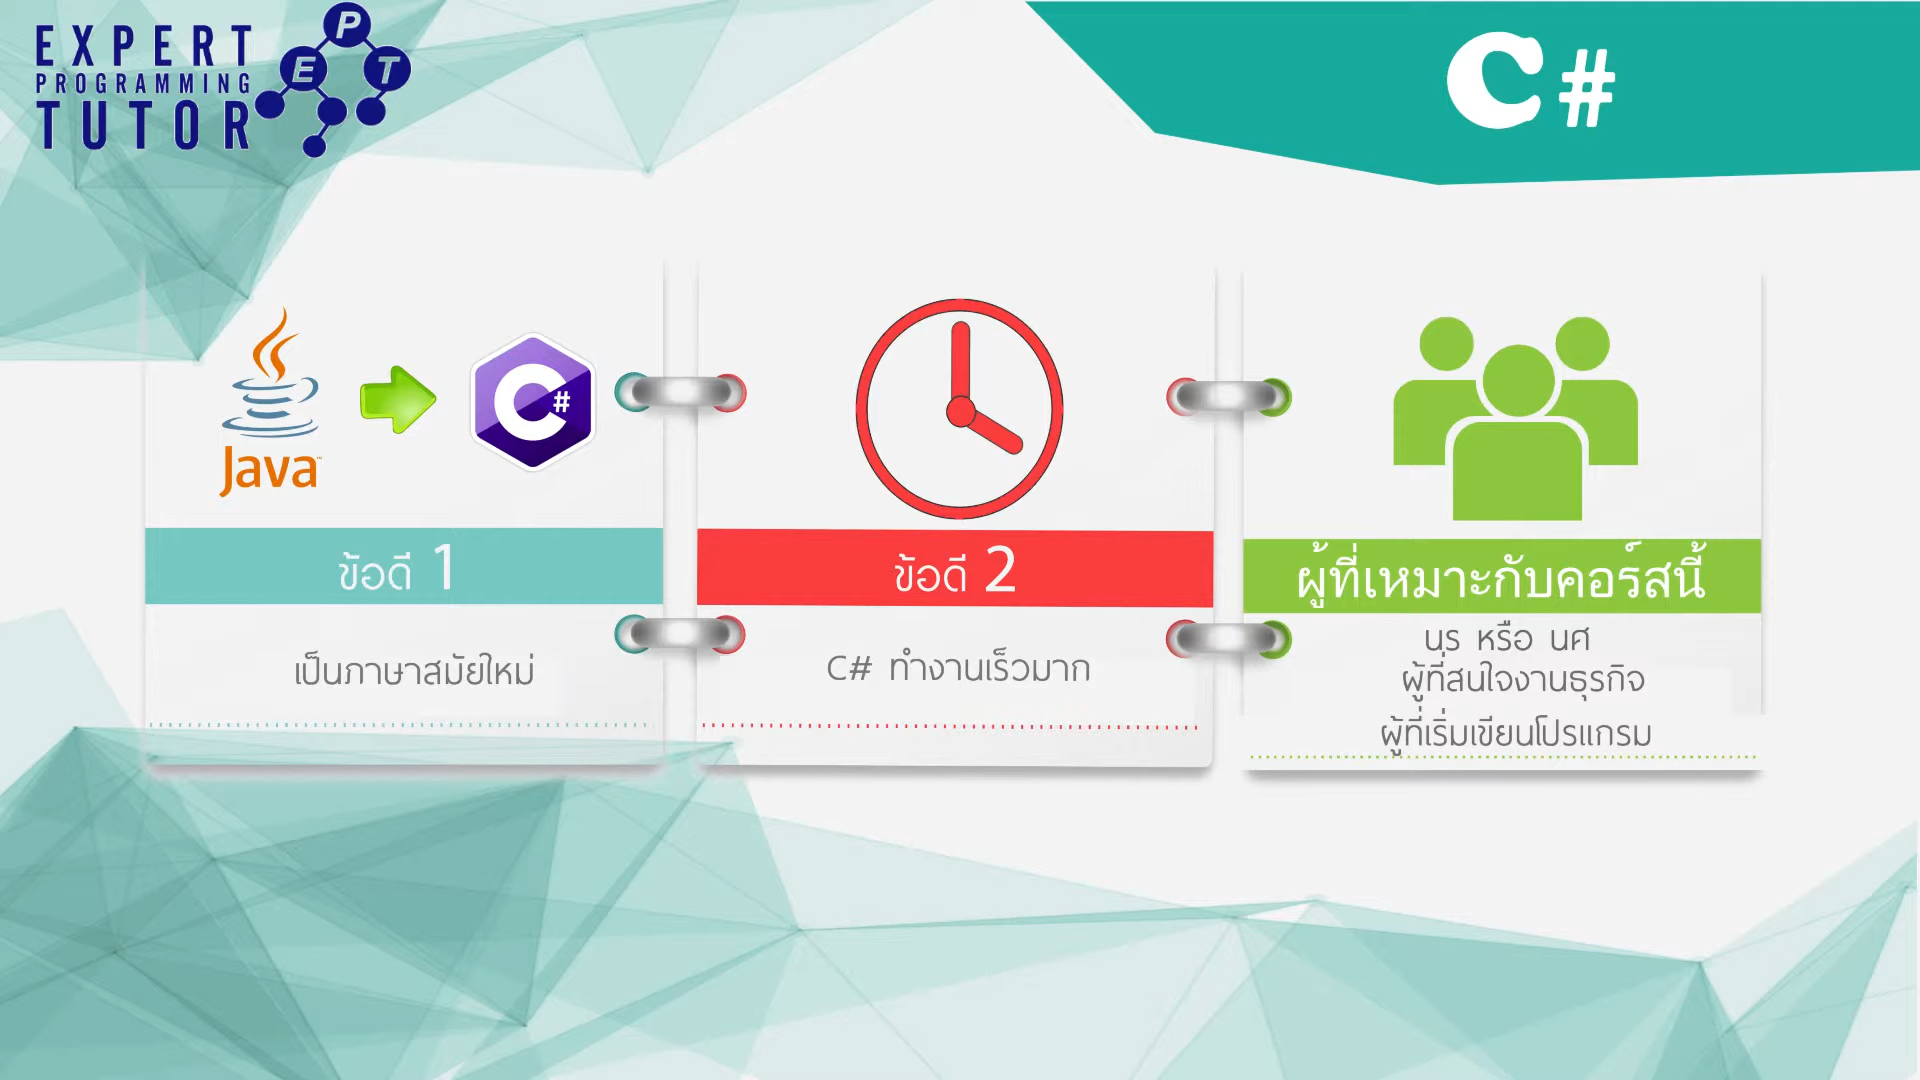 EXPERT
PROGRAMMING
TUTOR
P
E T
C#
Java
C#
ข้อดี 1
เป็นภาษาสมัยใหม่
ข้อดี 2
C# ทำงานเร็วมาก
ผู้ที่เหมาะกับคอร์สนี้
นร หรือ นศ
ผู้ที่สนใจงานธุรกิจ
ผู้ที่เริ่มเขียนโปรแกรม